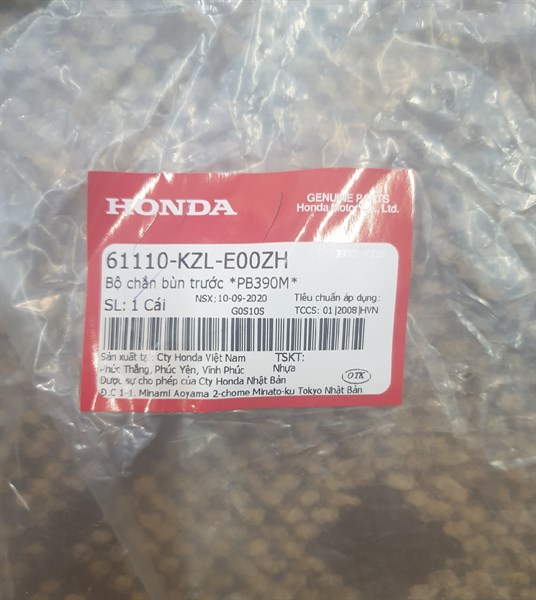 HONDA
GENUINE PARTS
Honda Motor Co., Ltd.
61110-KZL-E00ZH
Bộ chắn bùn trước *PB390M*
SL: 1 Cái
NSX: 10-09-2020
G0S10S
Tiêu chuẩn áp dụng:
TCCS: 01|2008|HVN
Sản xuất tại: Cty Honda Việt Nam
Phúc Thắng, Phúc Yên, Vĩnh Phúc
Được sự cho phép của Cty Honda Nhật Bản
Đ.C 1-1, Minami Aoyama 2-chome Minato-ku Tokyo Nhật Bản
TSKT:
Nhựa
OTK